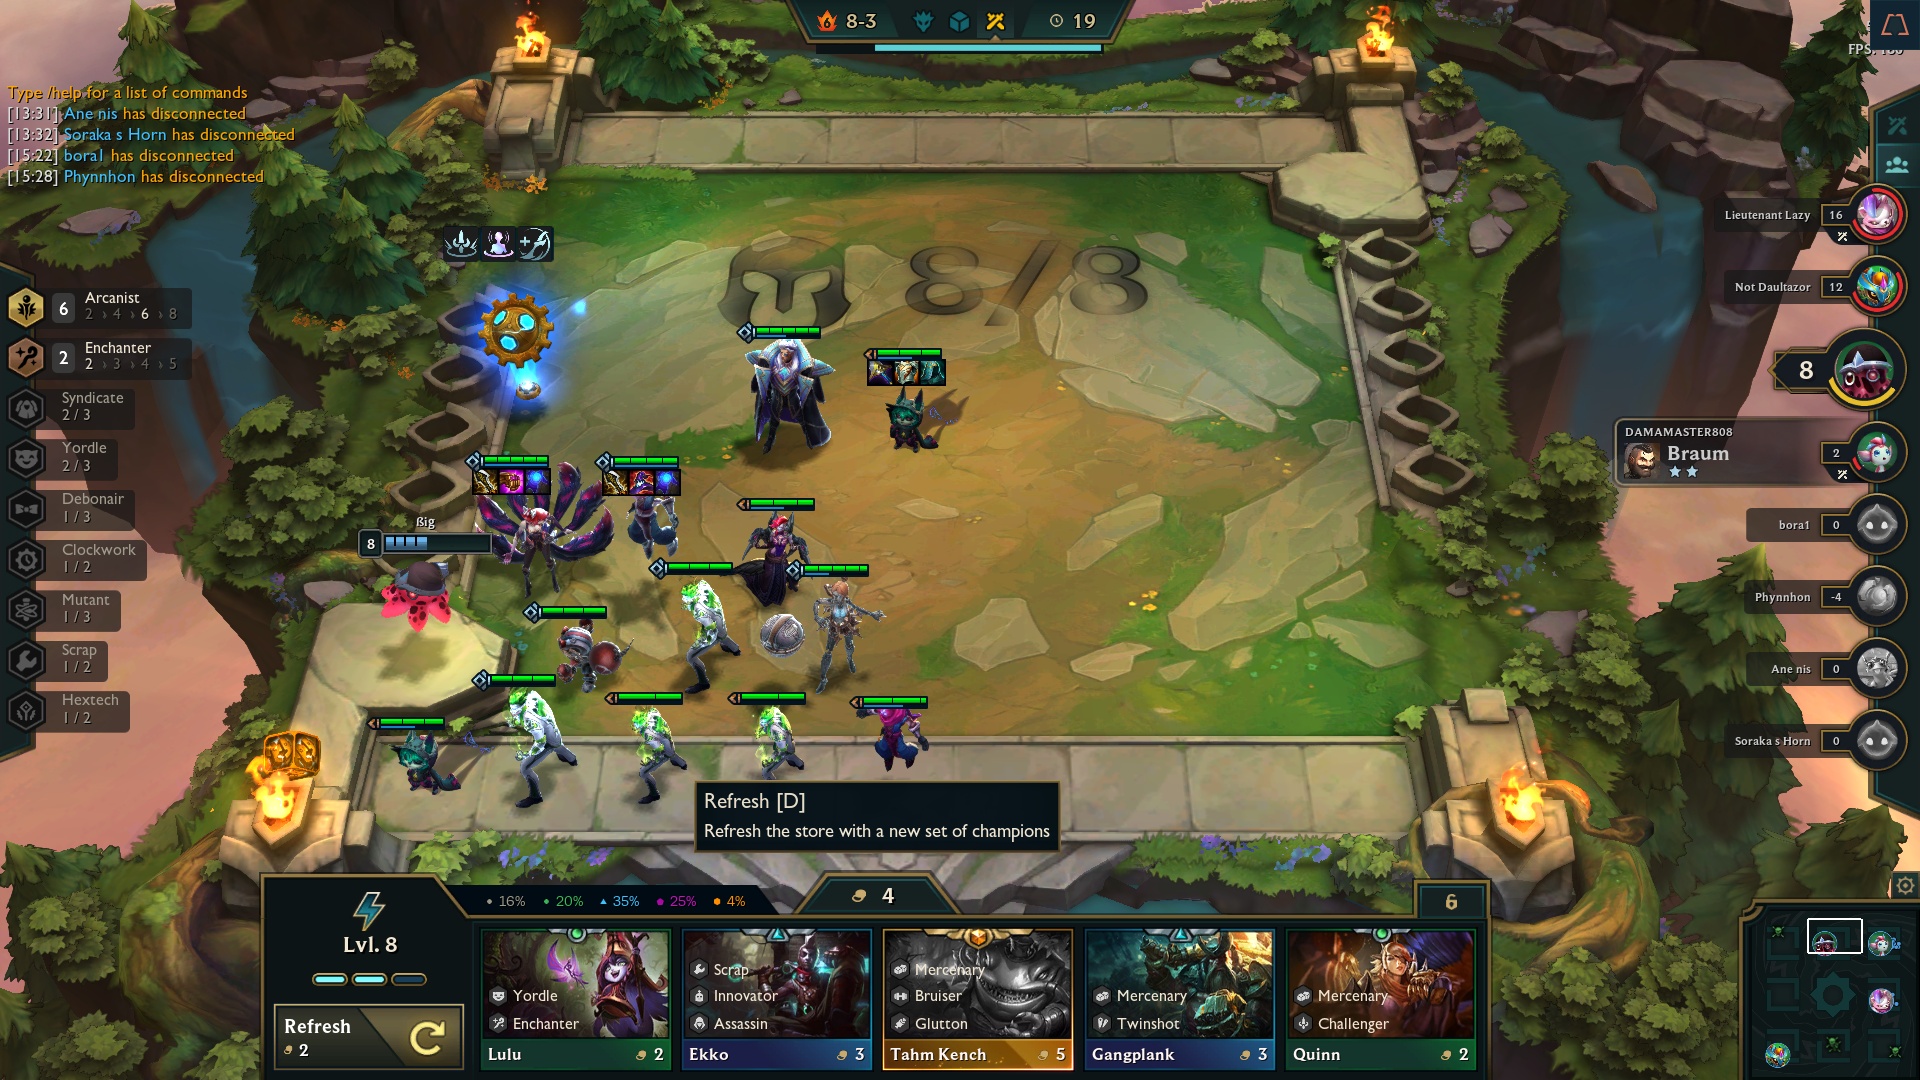 8-3
19
FPS:
Type /help for a list of commands
[13:31] Ane nis has disconnected
[13:32] Soraka s Horn has disconnected
[15:22] bora1 has disconnected
[15:28] Phynnhon has disconnected
8/8
Lieutenant Lazy 16
Not Daultazor 12
8
DAMAMASTER808
Braum
2
bora1 0
Phynnhon -4
Ane nis 0
Soraka s Horn 0
6 Arcanist
2 › 4 › 6 › 8
2 Enchanter
2 › 3 › 4 › 5
Syndicate
2 / 3
Yordle
2 / 3
Debonair
1 / 3
Clockwork
1 / 2
Mutant
1 / 3
Scrap
1 / 2
Hextech
1 / 2
ßig
8
Refresh [D]
Refresh the store with a new set of champions
16% 20% 35% 25% 4%
4
6
Lvl. 8
Refresh
2
Yordle
Enchanter
Lulu 2
Scrap
Innovator
Assassin
Ekko 3
Mercenary
Bruiser
Glutton
Tahm Kench 5
Mercenary
Twinshot
Gangplank 3
Mercenary
Challenger
Quinn 2